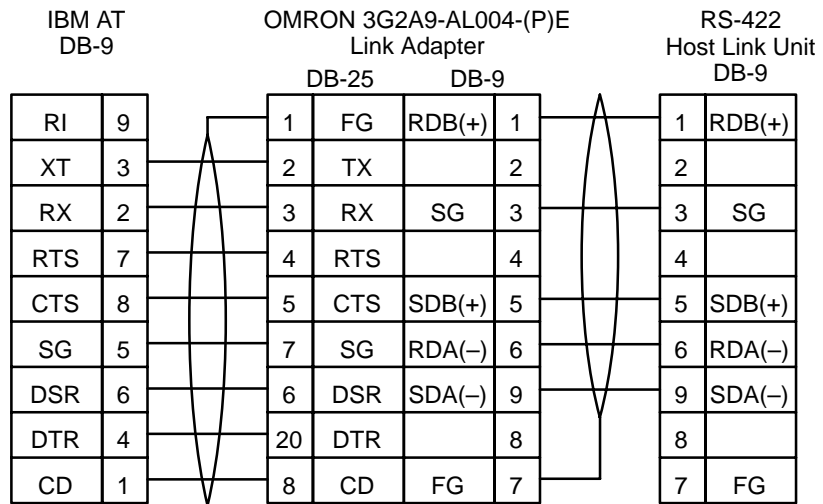 IBM AT OMRON 3G2A9-AL004-(P)E RS-422
DB-9 Link Adapter Host Link Unit
DB-25 DB-9 DB-9
RI 9 1 FG RDB(+) 1 1 RDB(+)
XT 3 2 TX 2 2
RX 2 3 RX SG 3 3 SG
RTS 7 4 RTS 4 4
CTS 8 5 CTS SDB(+) 5 5 SDB(+)
SG 5 7 SG RDA(–) 6 6 RDA(–)
DSR 6 6 DSR SDA(–) 9 9 SDA(–)
DTR 4 20 DTR 8 8
CD 1 8 CD FG 7 7 FG